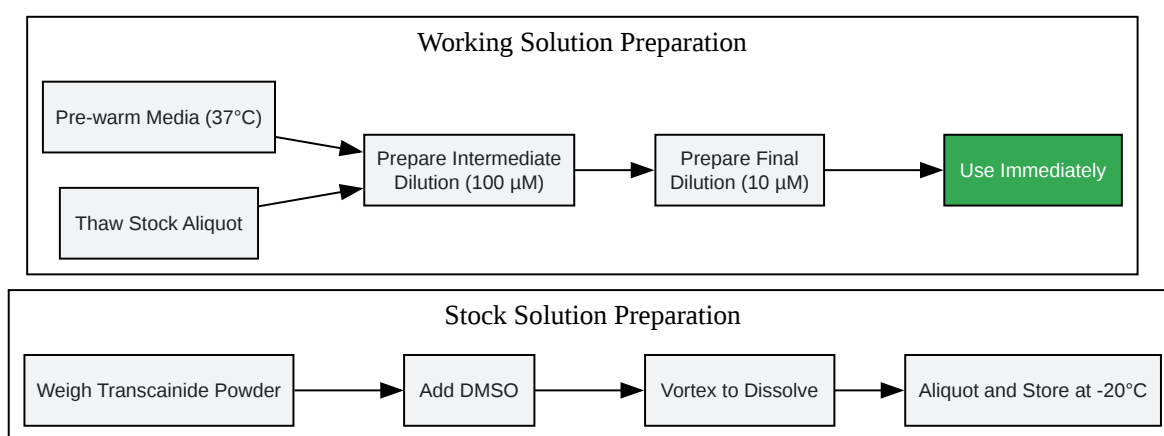 Working Solution Preparation
Pre-warm Media (37°C)
Thaw Stock Aliquot
Prepare Intermediate
Dilution (100 µM)
Prepare Final
Dilution (10 µM)
Use Immediately
Stock Solution Preparation
Weigh Transcainide Powder
Add DMSO
Vortex to Dissolve
Aliquot and Store at -20°C